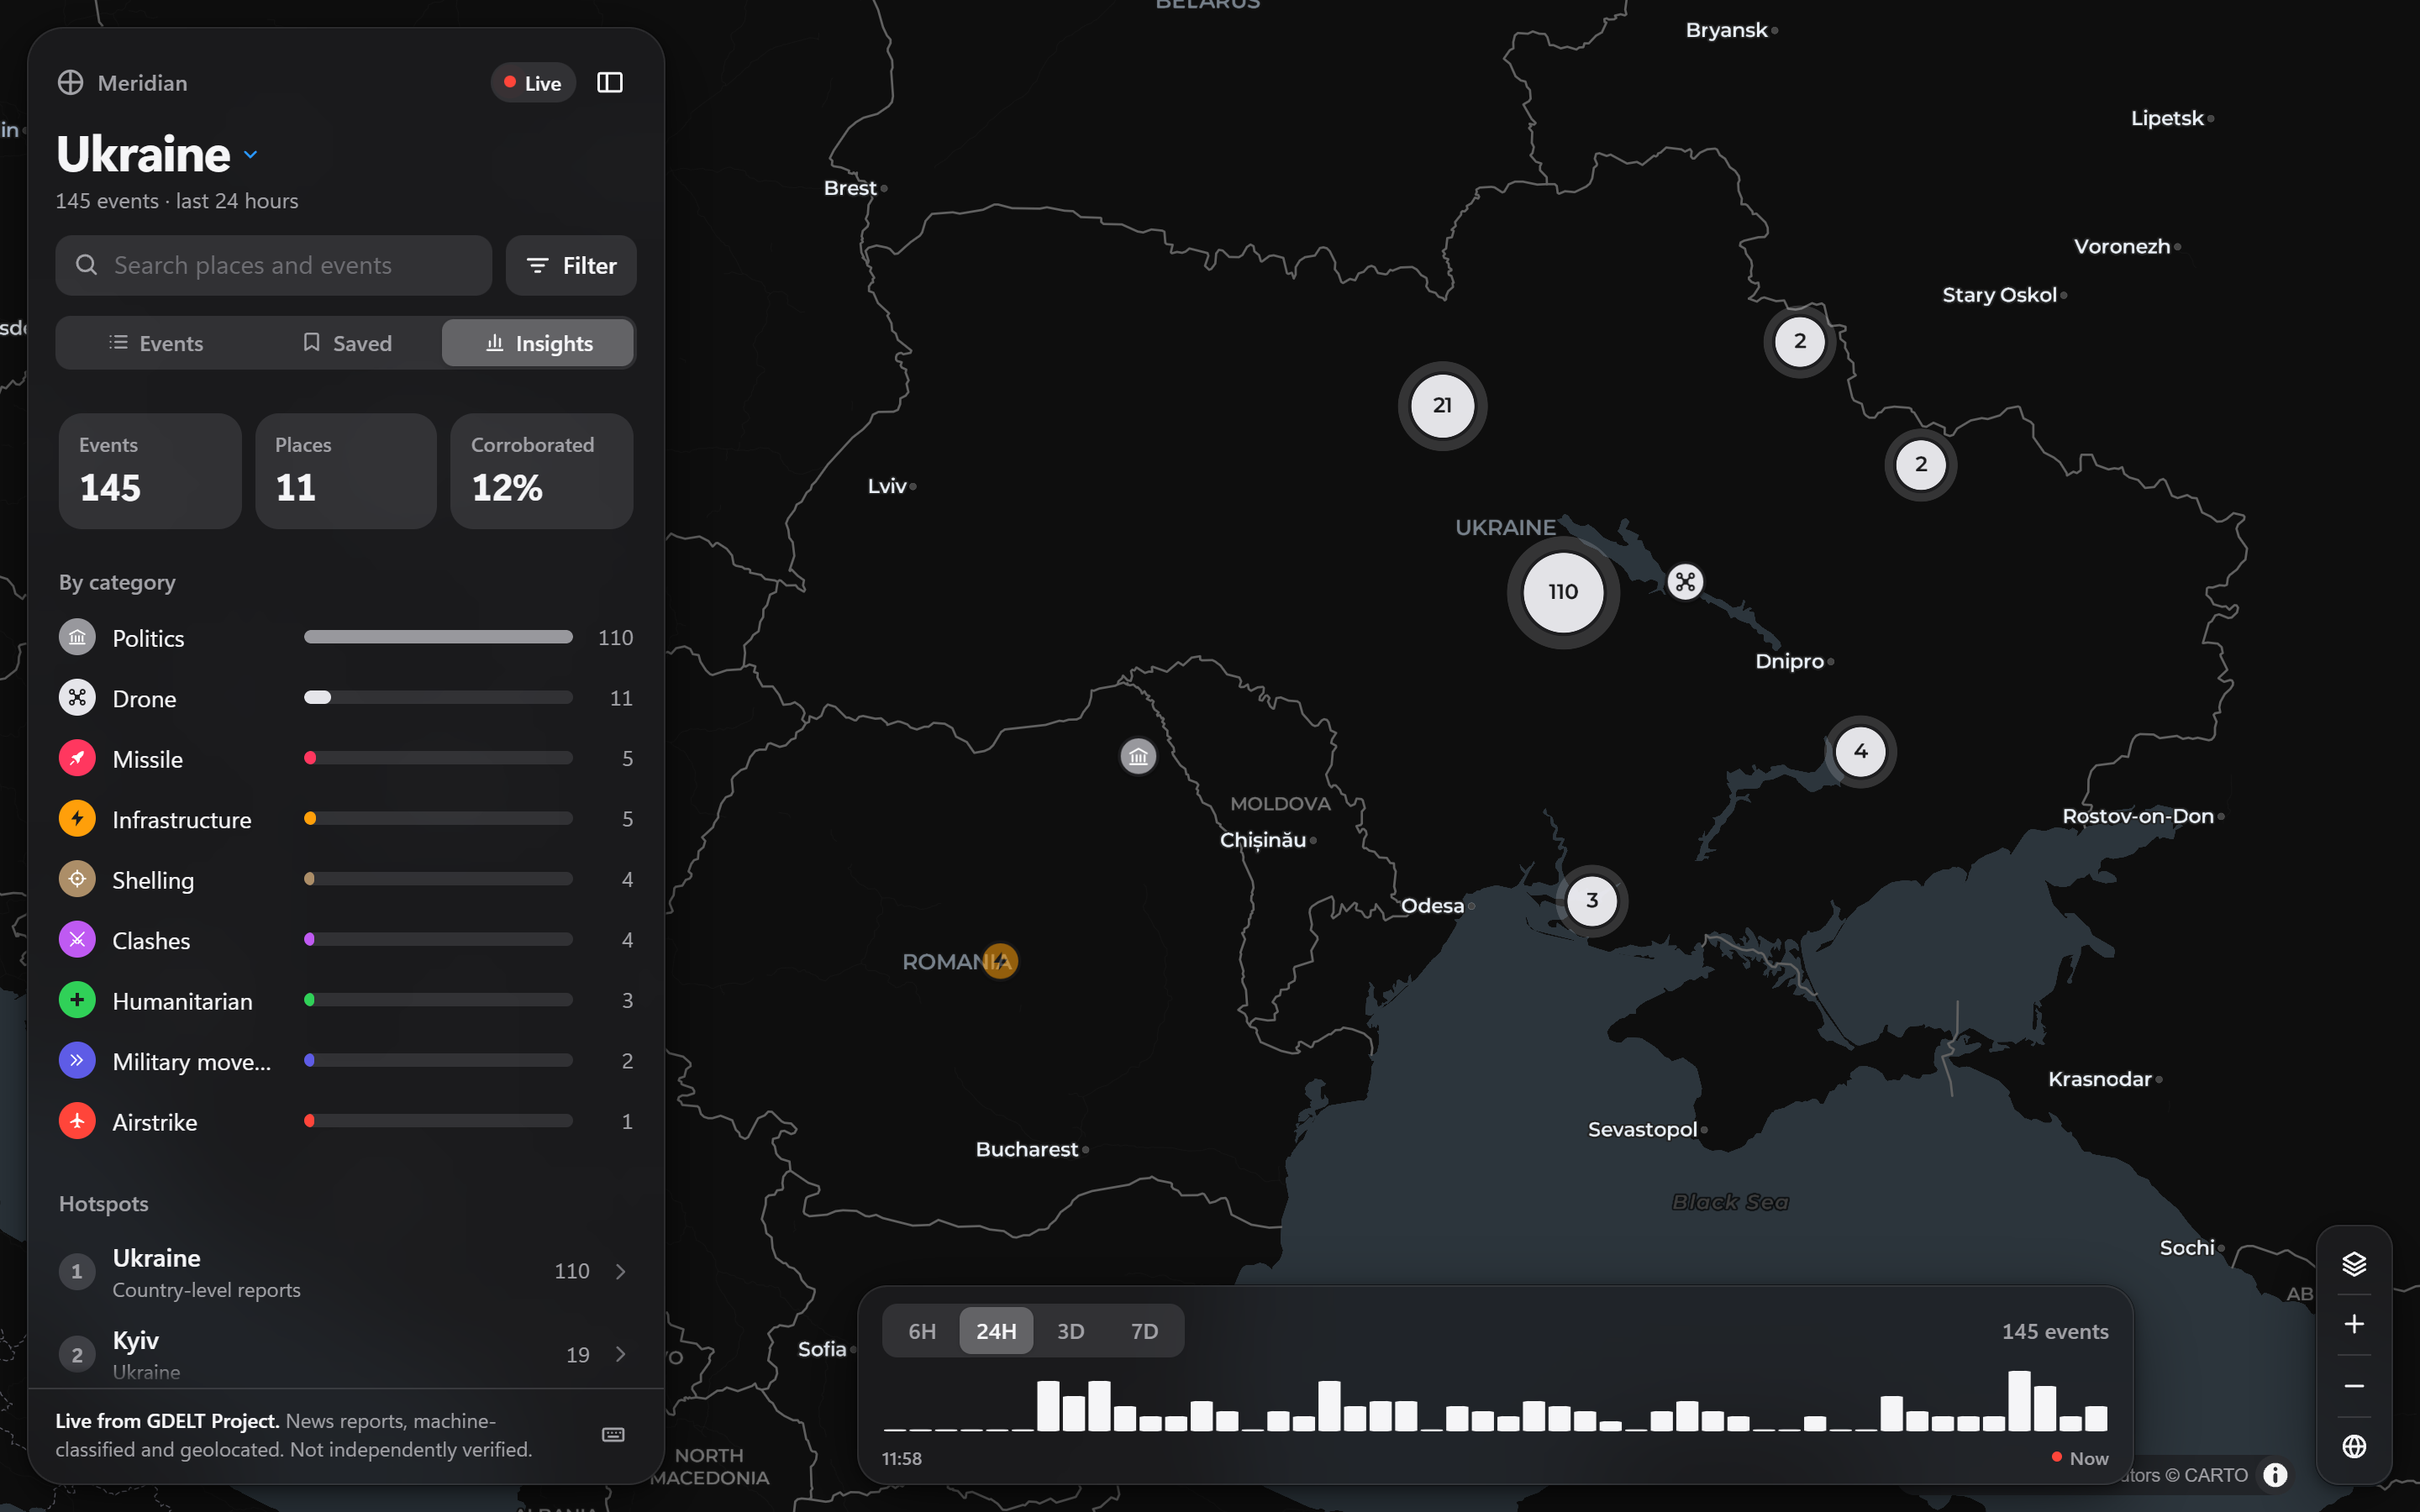 Meridian
Live
Ukraine
145 events · last 24 hours
Search places and events
Filter
Events
Saved
Insights
Events
145
Places
11
Corroborated
12%
By category
Politics
110
Drone
11
Missile
5
Infrastructure
5
Shelling
4
Clashes
4
Humanitarian
3
Military move...
2
Airstrike
1
Hotspots
1
Ukraine
Country-level reports
110
2
Kyiv
Ukraine
19
Live from GDELT Project. News reports, machine-
classified and geolocated. Not independently verified.
BELARUS
Bryansk
Lipetsk
Brest
Voronezh
Stary Oskol
2
21
2
Lviv
UKRAINE
110
Dnipro
4
MOLDOVA
Chișinău
Rostov-on-Don
3
Odesa
ROMANIA
Krasnodar
Sevastopol
Bucharest
Black Sea
Sochi
AB
Sofia
NORTH
MACEDONIA
6H
24H
3D
7D
145 events
11:58
Now
© CARTO